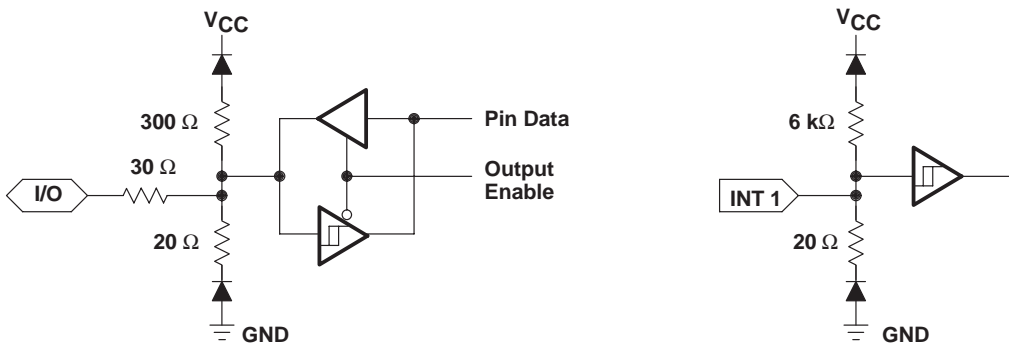 VCC
300 Ω
30 Ω
I/O
20 Ω
GND
Pin Data
Output
Enable
VCC
6 kΩ
INT 1
20 Ω
GND